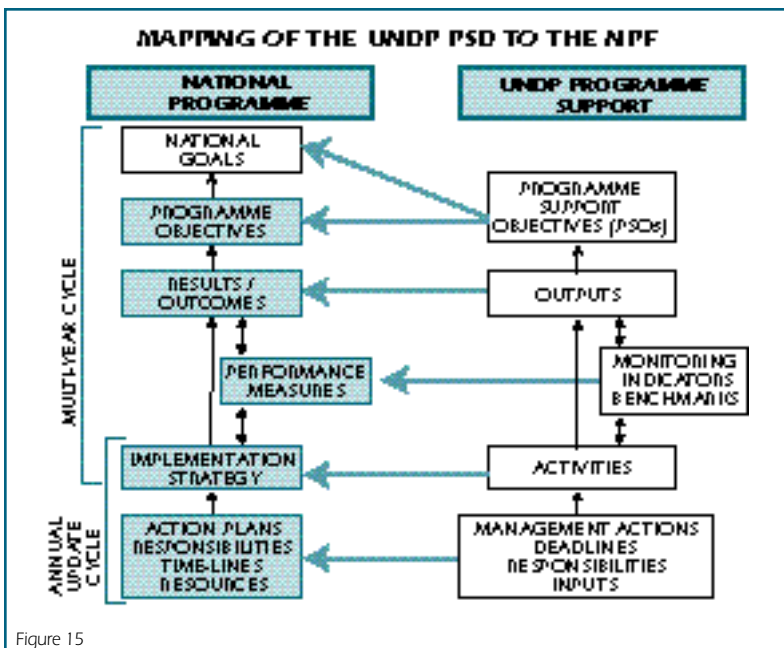 MAPPING OF THE UNDP PSD TO THE NPF
NATIONAL
PROGRAMME
UNDP PROGRAMME
SUPPORT
NATIONAL
GOALS
PROGRAMME
OBJECTIVES
PROGRAMME
SUPPORT
OBJECTIVES (PSOs)
RESULTS /
OUTCOMES
OUTPUTS
PERFORMANCE
MEASURES
MONITORING
INDICATORS
BENCHMARKS
IMPLEMENTATION
STRATEGY
ACTIVITIES
ACTION PLANS
RESPONSIBILITIES
TIME-LINES
RESOURCES
MANAGEMENT ACTIONS
DEADLINES
RESPONSIBILITIES
INPUTS
MULTI-YEAR CYCLE
ANNUAL
UPDATE
CYCLE
Figure 15